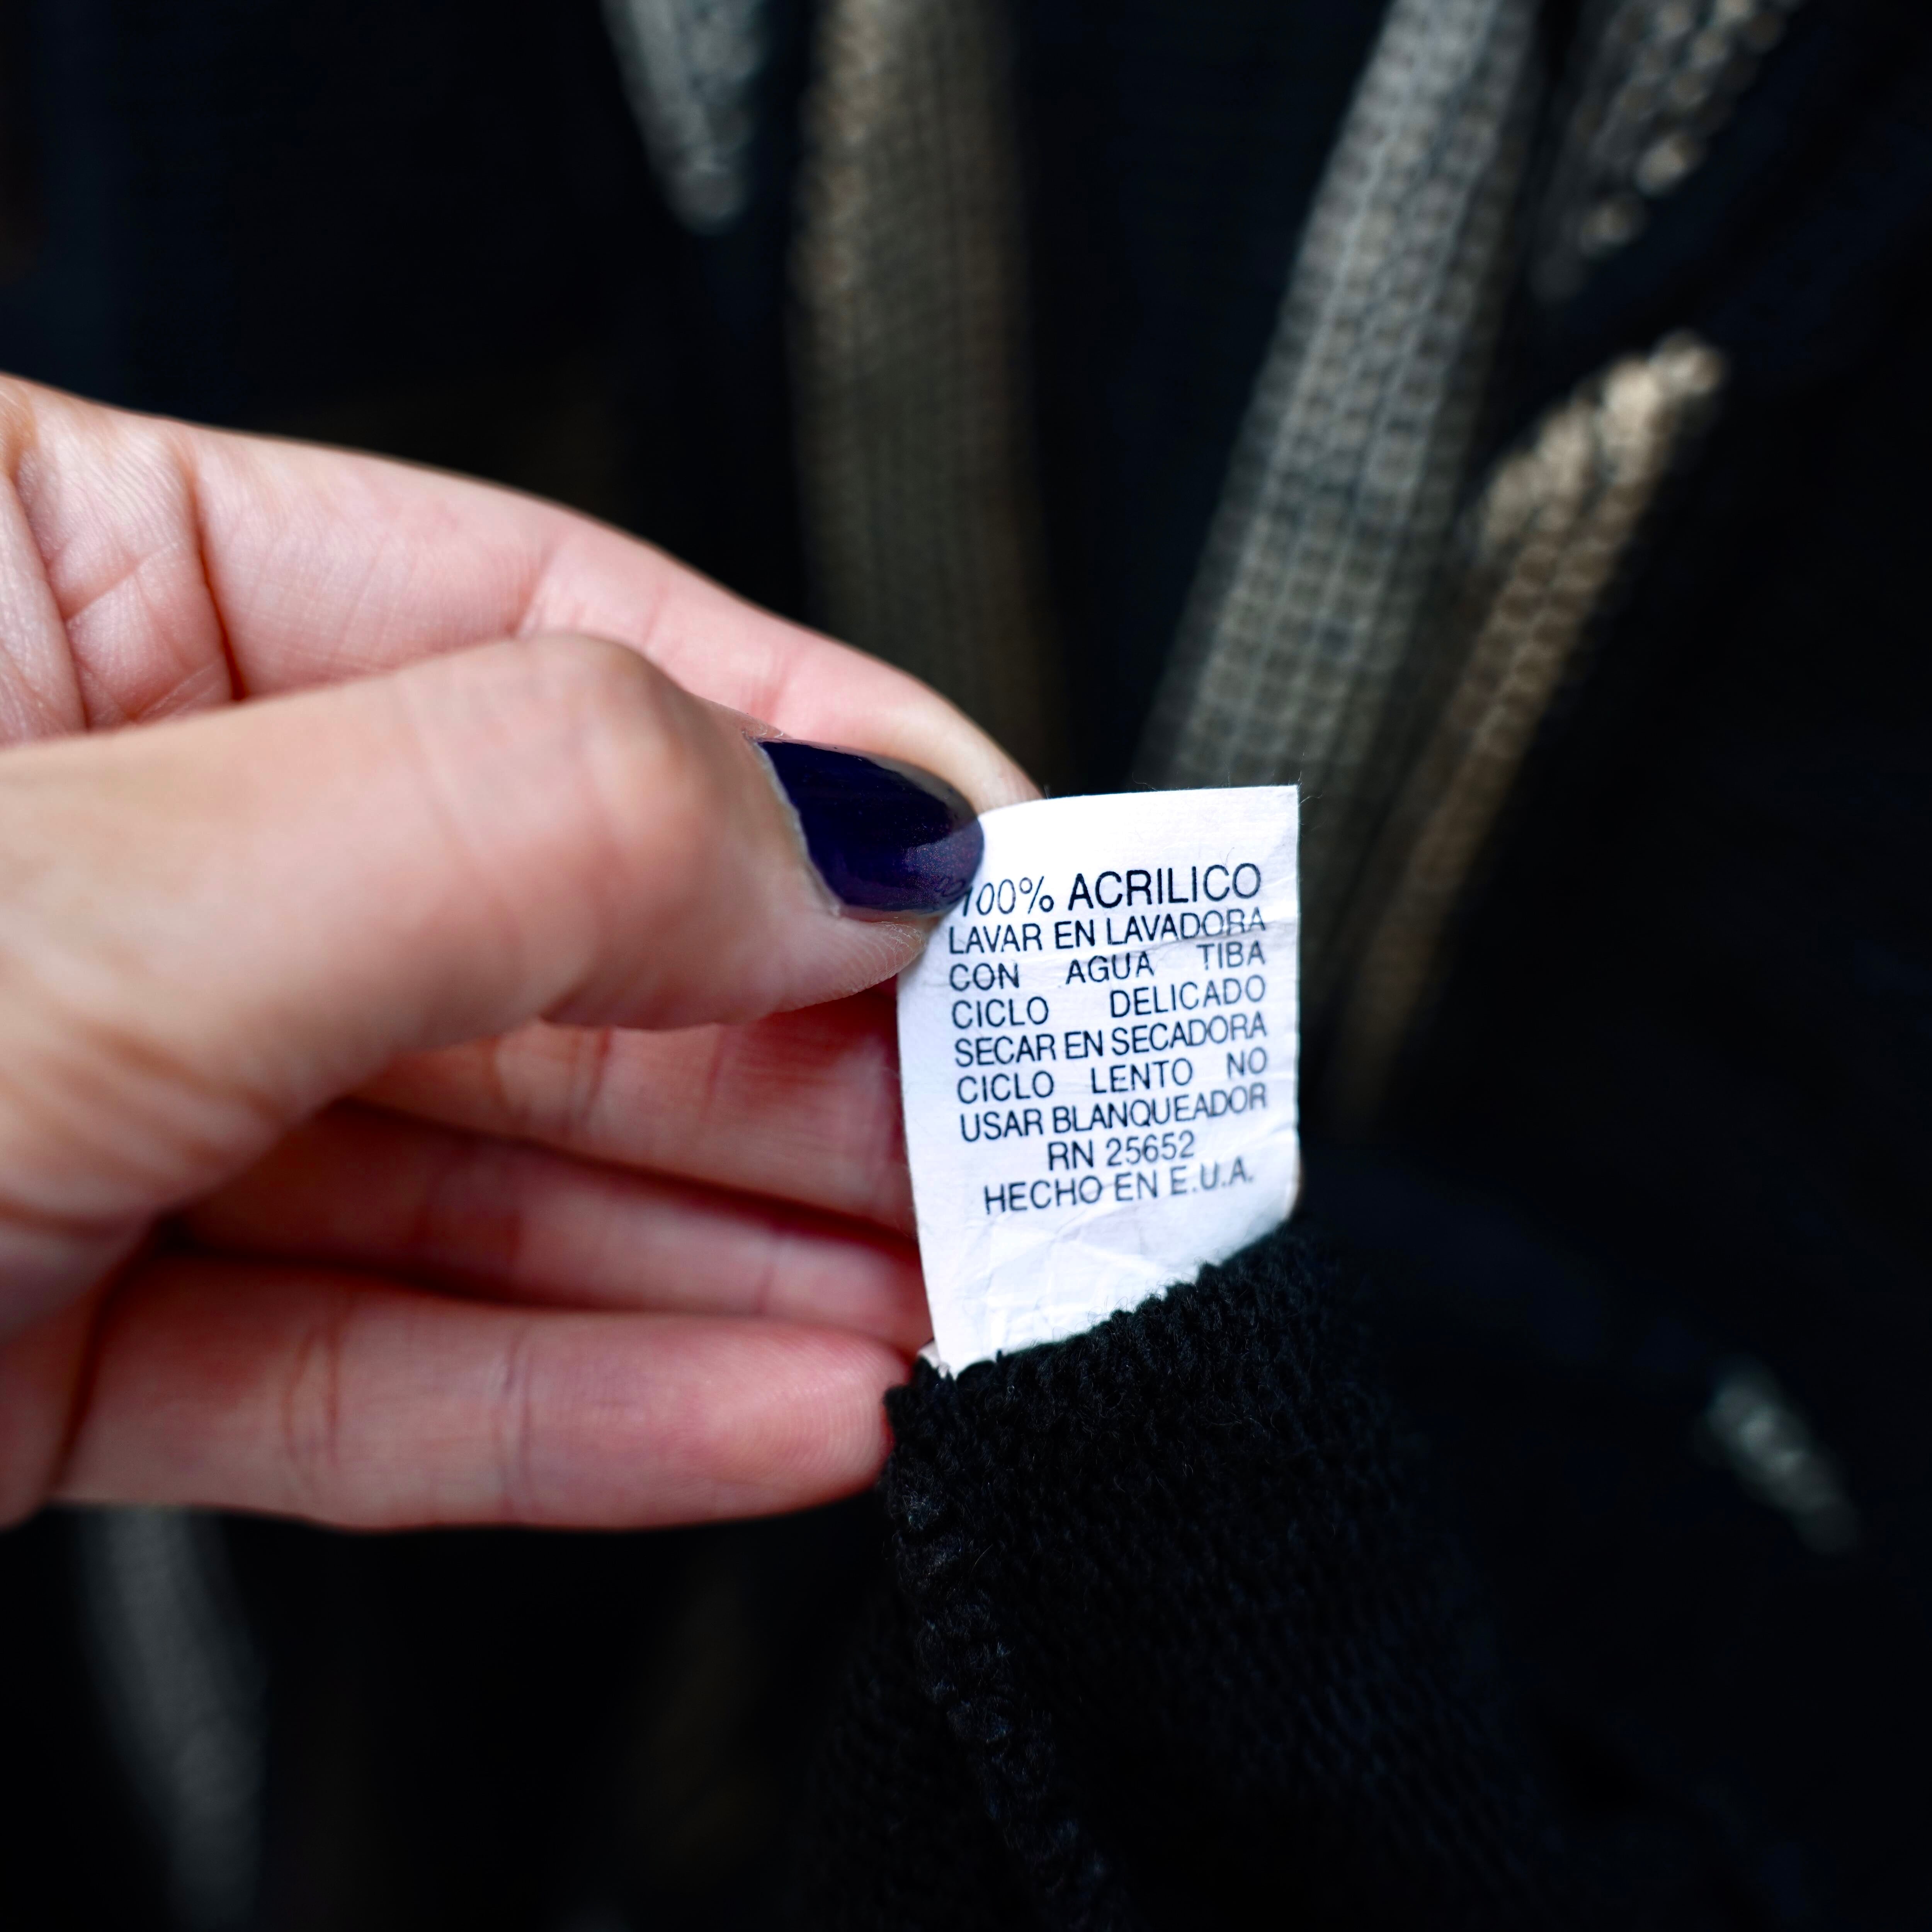 100% ACRILICO
LAVAR EN LAVADORA
CON AGUA TIBA
CICLO DELICADO
SECAR EN SECADORA
CICLO LENTO NO
USAR BLANQUEADOR
RN 25652
HECHO EN E.U.A.